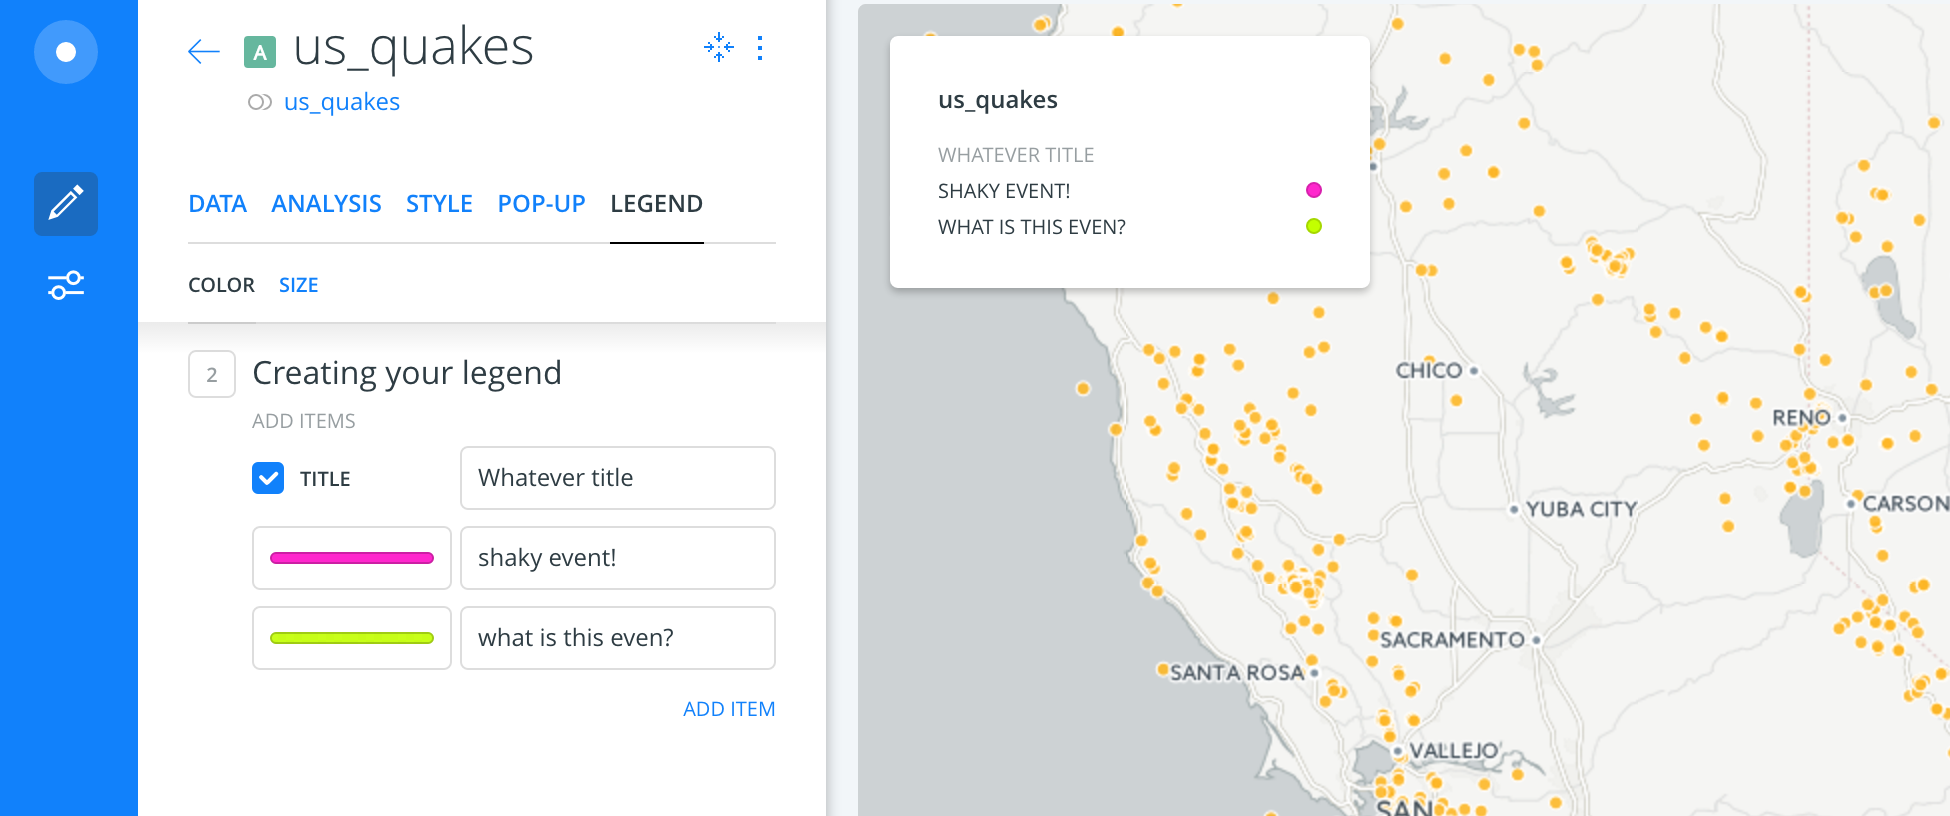 A us_quakes
us_quakes
DATA ANALYSIS STYLE POP-UP LEGEND
COLOR SIZE
2 Creating your legend
ADD ITEMS
TITLE Whatever title
shaky event!
what is this even?
ADD ITEM
us_quakes
WHATEVER TITLE
SHAKY EVENT!
WHAT IS THIS EVEN?
CHICO
RENO
YUBA CITY
CARSON
SACRAMENTO
SANTA ROSA
VALLEJO
SAN